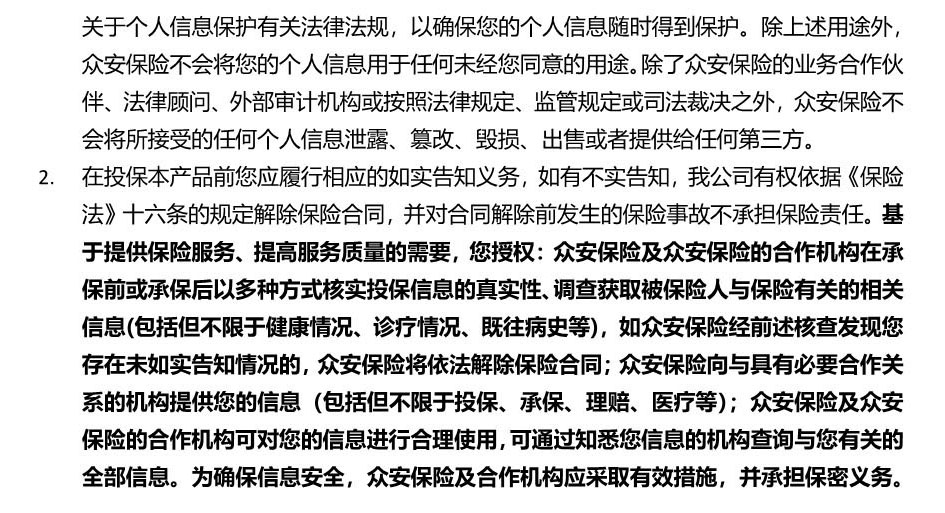 关于个人信息保护有关法律法规，以确保您的个人信息随时得到保护。除上述用途外，
众安保险不会将您的个人信息用于任何未经您同意的用途。除了众安保险的业务合作伙
伴、法律顾问、外部审计机构或按照法律规定、监管规定或司法裁决之外，众安保险不
会将所接受的任何个人信息泄露、篡改、毁损、出售或者提供给任何第三方。
2. 在投保本产品前您应履行相应的如实告知义务，如有不实告知，我公司有权依据《保险
法》十六条的规定解除保险合同，并对合同解除前发生的保险事故不承担保险责任。基
于提供保险服务、提高服务质量的需要，您授权：众安保险及众安保险的合作机构在承
保前或承保后以多种方式核实投保信息的真实性、调查获取被保险人与保险有关的相关
信息(包括但不限于健康情况、诊疗情况、既往病史等)，如众安保险经前述核查发现您
存在未如实告知情况的，众安保险将依法解除保险合同；众安保险向与具有必要合作关
系的机构提供您的信息（包括但不限于投保、承保、理赔、医疗等）；众安保险及众安
保险的合作机构可对您的信息进行合理使用，可通过知悉您信息的机构查询与您有关的
全部信息。为确保信息安全，众安保险及合作机构应采取有效措施，并承担保密义务。